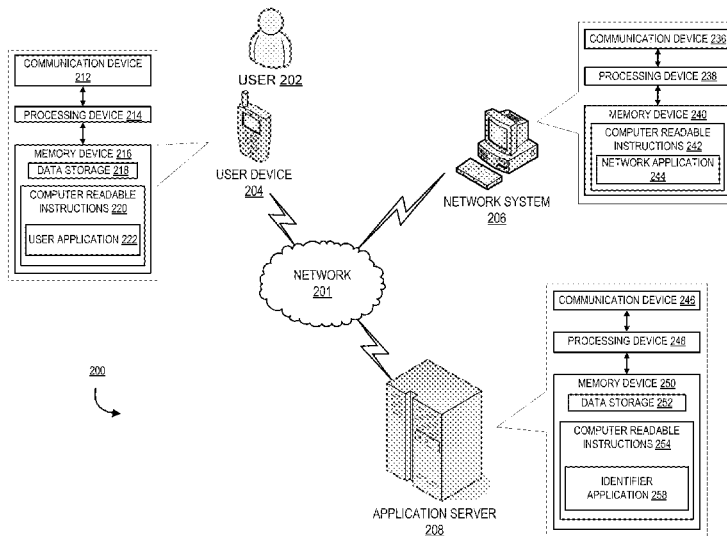 USER 202
COMMUNICATION DEVICE
212
PROCESSING DEVICE 214
MEMORY DEVICE 216
DATA STORAGE 218
COMPUTER READABLE
INSTRUCTIONS 220
USER APPLICATION 222
USER DEVICE
204
COMMUNICATION DEVICE 236
PROCESSING DEVICE 238
MEMORY DEVICE 240
COMPUTER READABLE
INSTRUCTIONS 242
NETWORK APPLICATION
244
NETWORK SYSTEM
206
NETWORK
201
COMMUNICATION DEVICE 246
PROCESSING DEVICE 248
MEMORY DEVICE 250
DATA STORAGE 252
COMPUTER READABLE
INSTRUCTIONS 254
IDENTIFIER
APPLICATION 258
200
APPLICATION SERVER
208